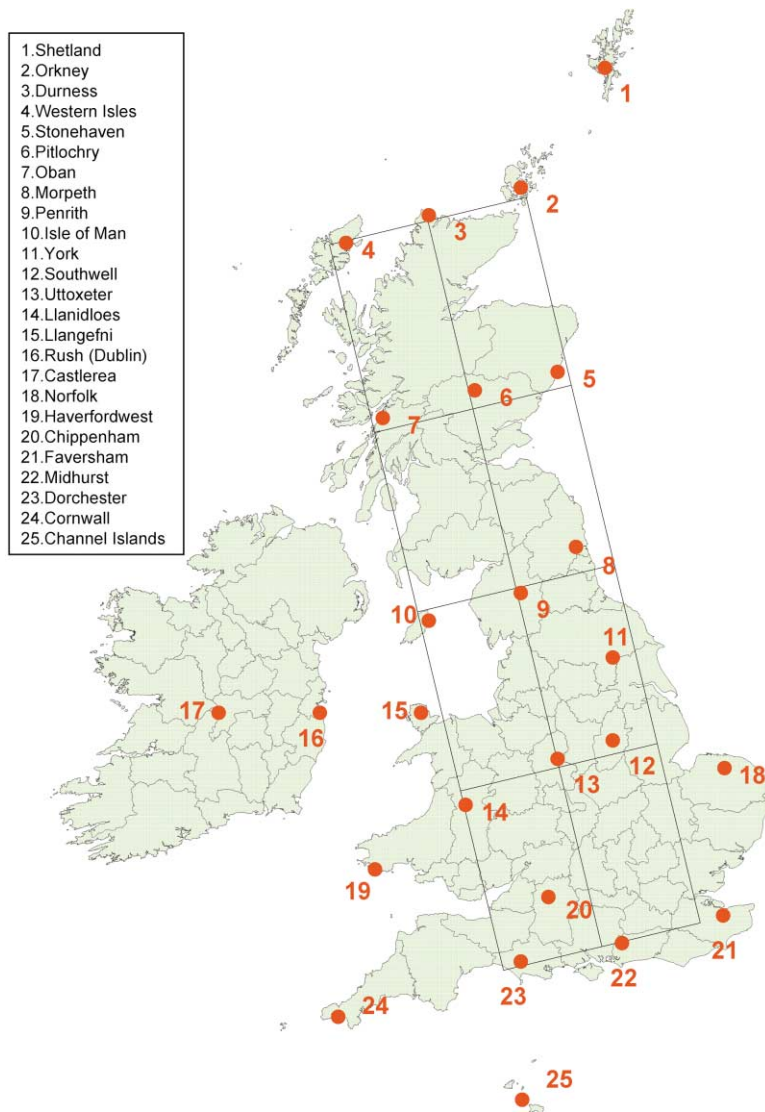 1.Shetland
2.Orkney
3.Durness
4.Western Isles
5.Stonehaven
6.Pitlochry
7.Oban
8.Morpeth
9.Penrith
10.Isle of Man
11.York
12.Southwell
13.Uttoxeter
14.Llanidloes
15.Llangefni
16.Rush (Dublin)
17.Castlerea
18.Norfolk
19.Haverfordwest
20.Chippenham
21.Faversham
22.Midhurst
23.Dorchester
24.Cornwall
25.Channel Islands
1
2
3
4
5
6
7
8
9
10
11
15
17
16
12
13
18
14
19
20
21
22
23
24
25